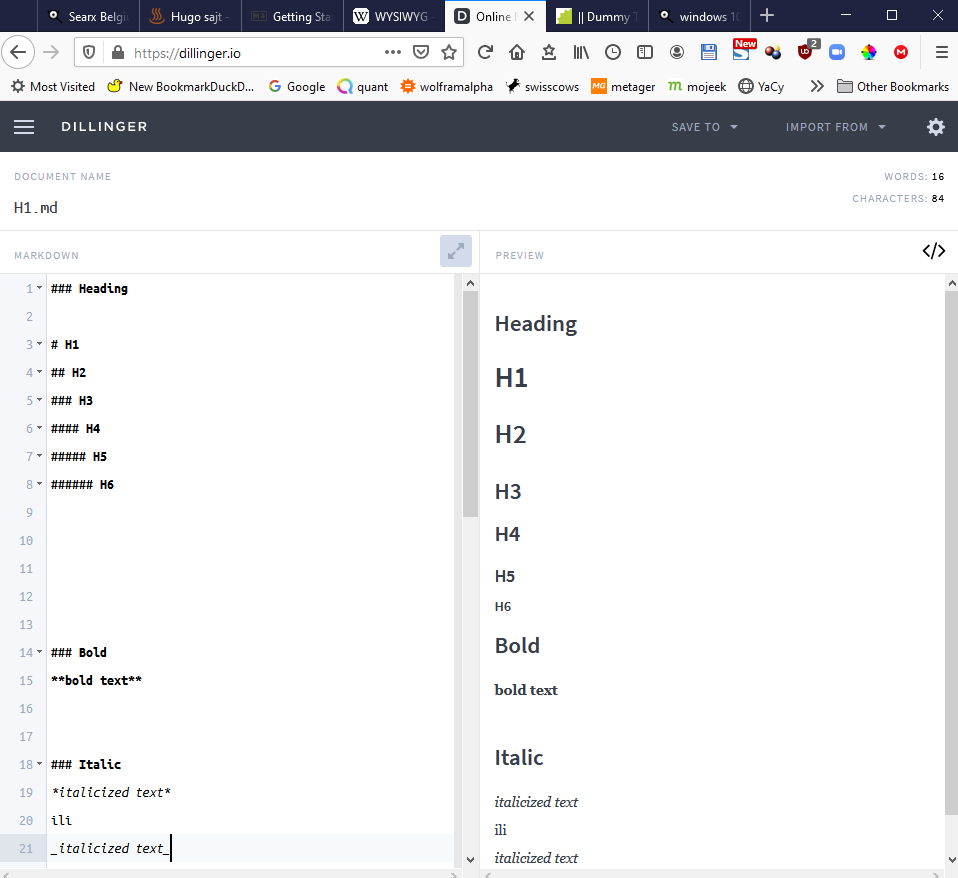 Searx Belgi
Hugo sajt -
Getting Sta
WYSIWYG
Online
|| Dummy T
windows 10
https://dillinger.io
New
2
Most Visited
New BookmarkDuckD...
Google
quant
wolframalpha
swisscows
MG metager
mojeek
YaCy
Other Bookmarks
DILLINGER
SAVE TO
IMPORT FROM
DOCUMENT NAME
WORDS: 16
H1.md
CHARACTERS: 84
MARKDOWN
PREVIEW
1 ### Heading
2
3 # H1
4 ## H2
5 ### H3
6 #### H4
7 ##### H5
8 ###### H6
9
10
11
12
13
14 ### Bold
15 **bold text**
16
17
18 ### Italic
19 *italicized text*
20 ili
21 _italicized text_
Heading
H1
H2
H3
H4
H5
H6
Bold
bold text
Italic
italicized text
ili
italicized text